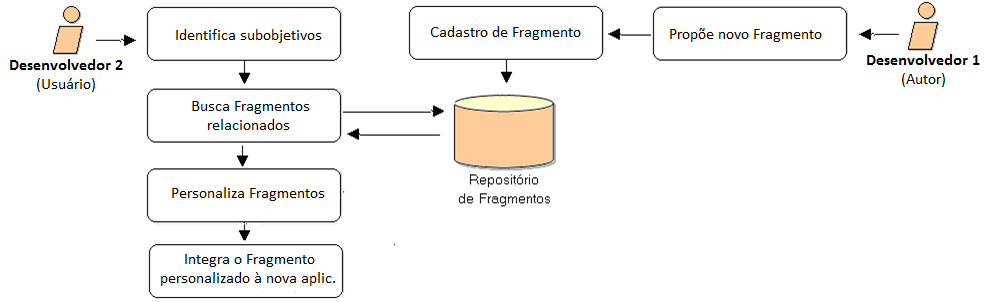 Desenvolvedor 2
(Usuário)
Identifica subobjetivos
Cadastro de Fragmento
Propõe novo Fragmento
Desenvolvedor 1
(Autor)
Busca Fragmentos
relacionados
Repositório
de Fragmentos
Personaliza Fragmentos
Integra o Fragmento
personalizado à nova aplic.